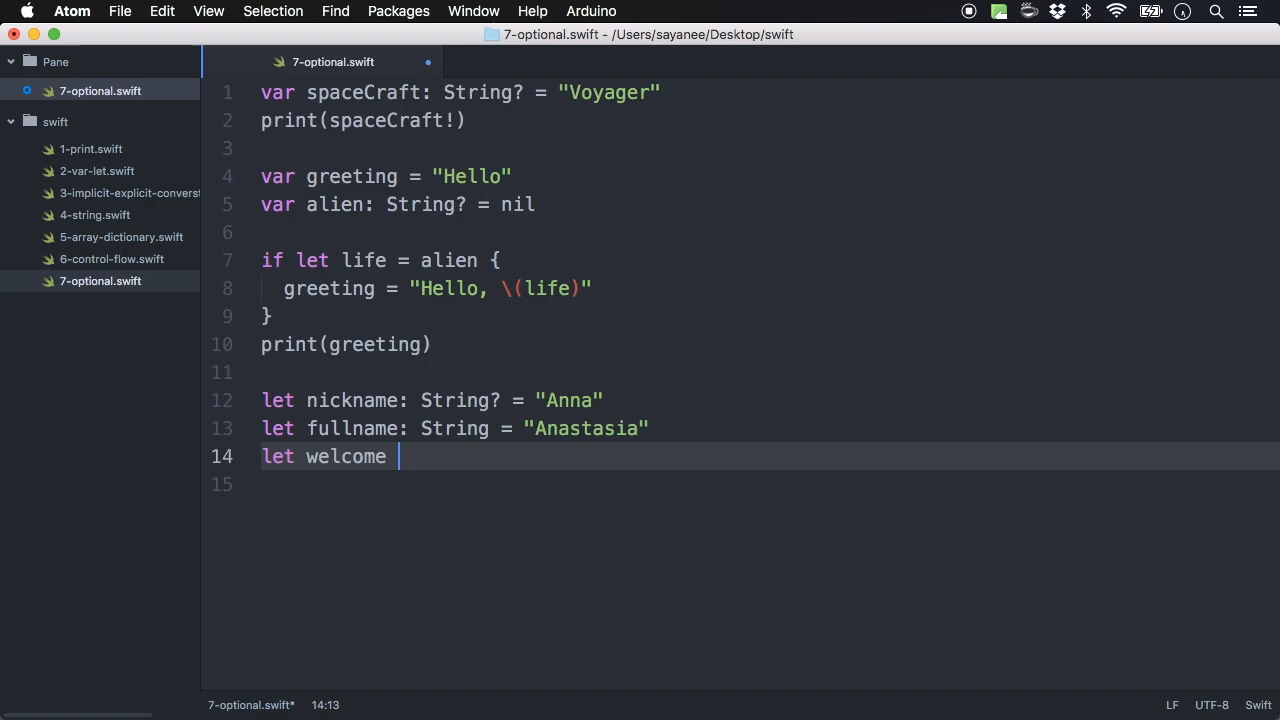 Atom File Edit View Selection Find Packages Window Help Arduino
7-optional.swift - /Users/sayanee/Desktop/swift
Pane
7-optional.swift
swift
1-print.swift
2-var-let.swift
3-implicit-explicit-converst
4-string.swift
5-array-dictionary.swift
6-control-flow.swift
7-optional.swift
7-optional.swift
1 var spaceCraft: String? = "Voyager"
2 print(spaceCraft!)
3
4 var greeting = "Hello"
5 var alien: String? = nil
6
7 if let life = alien {
8 greeting = "Hello, \(life)"
9 }
10 print(greeting)
11
12 let nickname: String? = "Anna"
13 let fullname: String = "Anastasia"
14 let welcome
15
7-optional.swift* 14:13 LF UTF-8 Swift